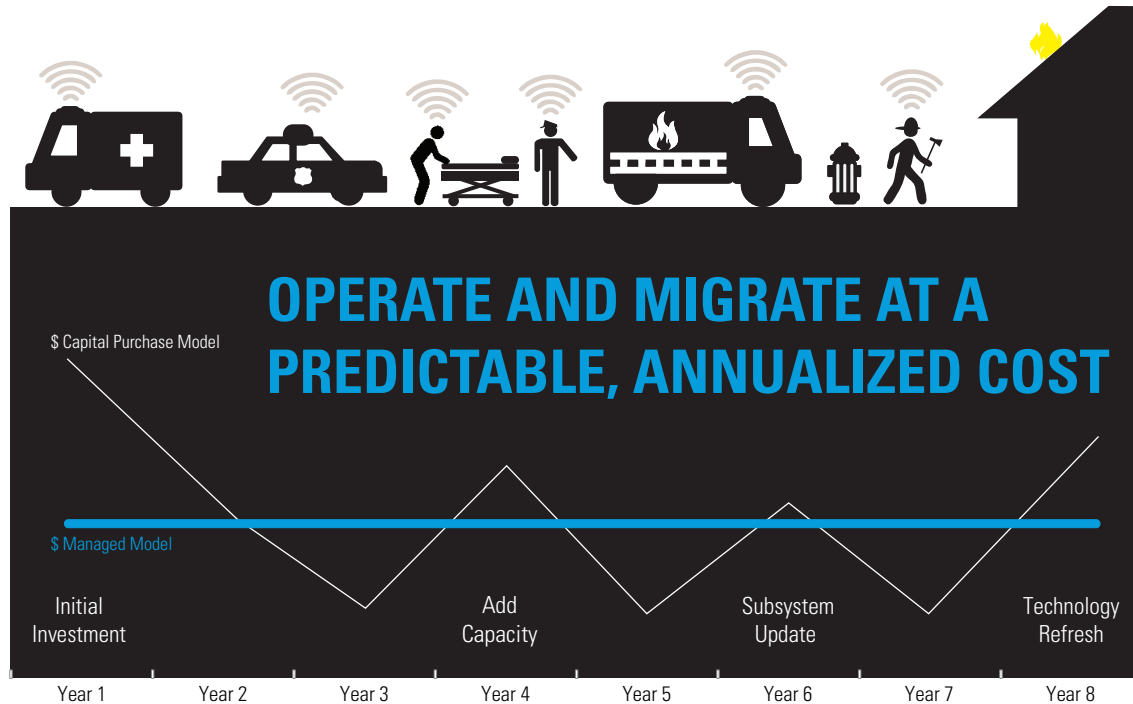 OPERATE AND MIGRATE AT A
PREDICTABLE, ANNUALIZED COST
$ Capital Purchase Model
$ Managed Model
Initial
Investment
Add
Capacity
Subsystem
Update
Technology
Refresh
Year 1
Year 2
Year 3
Year 4
Year 5
Year 6
Year 7
Year 8